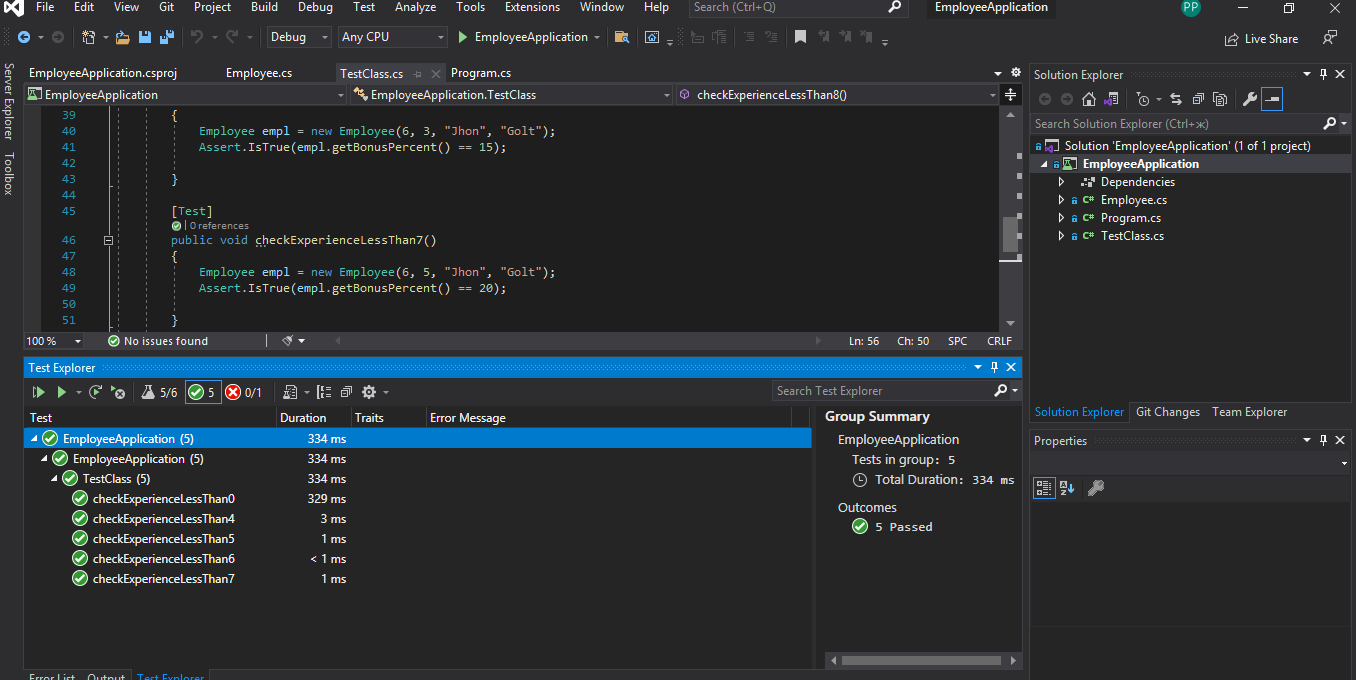 File Edit View Git Project Build Debug Test Analyze Tools Extensions Window Help Search (Ctrl+Q) EmployeeApplication PP
Debug Any CPU EmployeeApplication Live Share
Server Explorer
Toolbox
EmployeeApplication.csproj Employee.cs TestClass.cs Program.cs
EmployeeApplication EmployeeApplication.TestClass checkExperienceLessThan8()
39 {
40 Employee empl = new Employee(6, 3, "Jhon", "Golt");
41 Assert.IsTrue(empl.getBonusPercent() == 15);
42
43 }
44
45 [Test]
0 references
46 public void checkExperienceLessThan7()
47 {
48 Employee empl = new Employee(6, 5, "Jhon", "Golt");
49 Assert.IsTrue(empl.getBonusPercent() == 20);
50
51 }
100 % No issues found Ln: 56 Ch: 50 SPC CRLF
Test Explorer
5/6 5 0/1 Search Test Explorer
Test Duration Traits Error Message
EmployeeApplication (5) 334 ms
EmployeeApplication (5) 334 ms
TestClass (5) 334 ms
checkExperienceLessThan0 329 ms
checkExperienceLessThan4 3 ms
checkExperienceLessThan5 1 ms
checkExperienceLessThan6 < 1 ms
checkExperienceLessThan7 1 ms
Group Summary
EmployeeApplication
Tests in group: 5
Total Duration: 334 ms
Outcomes
5 Passed
Error List Output Test Explorer
Solution Explorer
Search Solution Explorer (Ctrl+ж)
Solution 'EmployeeApplication' (1 of 1 project)
EmployeeApplication
Dependencies
C# Employee.cs
C# Program.cs
C# TestClass.cs
Solution Explorer Git Changes Team Explorer
Properties